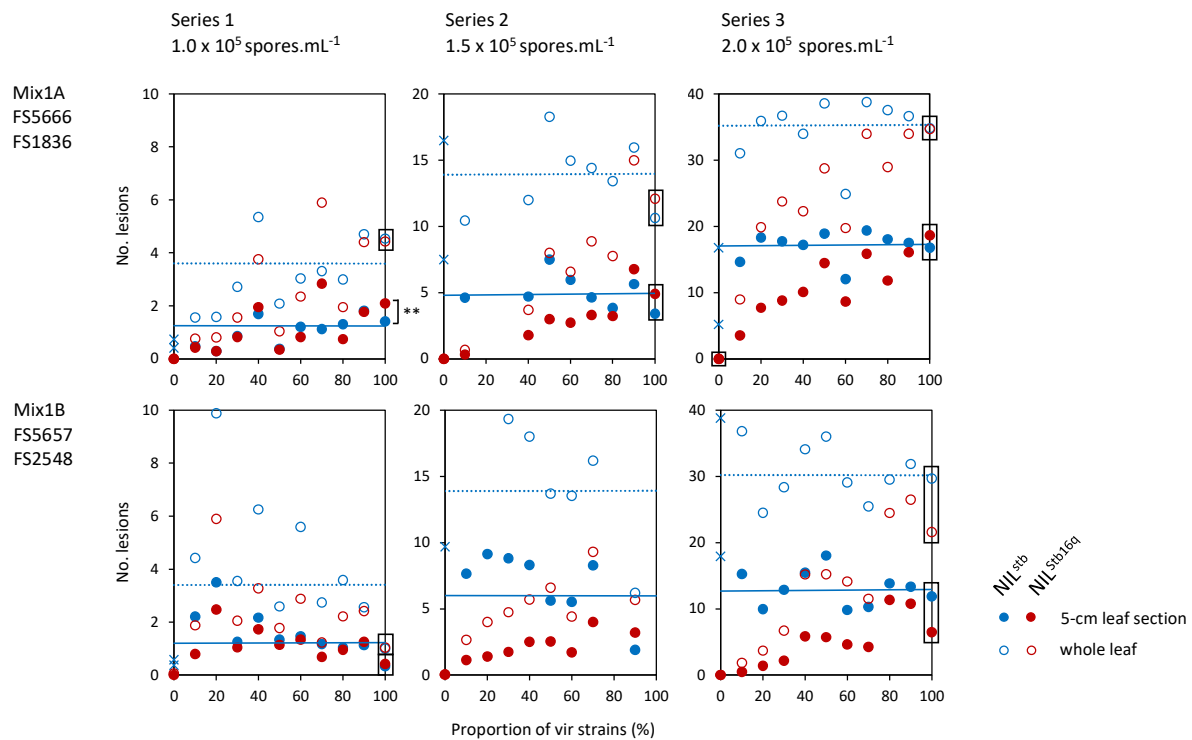 Series 1
1.0 x 10⁵ spores.mL⁻¹
Series 2
1.5 x 10⁵ spores.mL⁻¹
Series 3
2.0 x 10⁵ spores.mL⁻¹
Mix1A
FS5666
FS1836
No. lesions
10
8
6
4
2
0
0 20 40 60 80 100
**
20
15
10
5
0
0 20 40 60 80 100
40
30
20
10
0
0 20 40 60 80 100
Mix1B
FS5657
FS2548
No. lesions
10
8
6
4
2
0
0 20 40 60 80 100
20
15
10
5
0
0 20 40 60 80 100
40
30
20
10
0
0 20 40 60 80 100
Proportion of vir strains (%)
NILˢᵗᵇ
NILˢᵗᵇ¹⁶q
5-cm leaf section
whole leaf